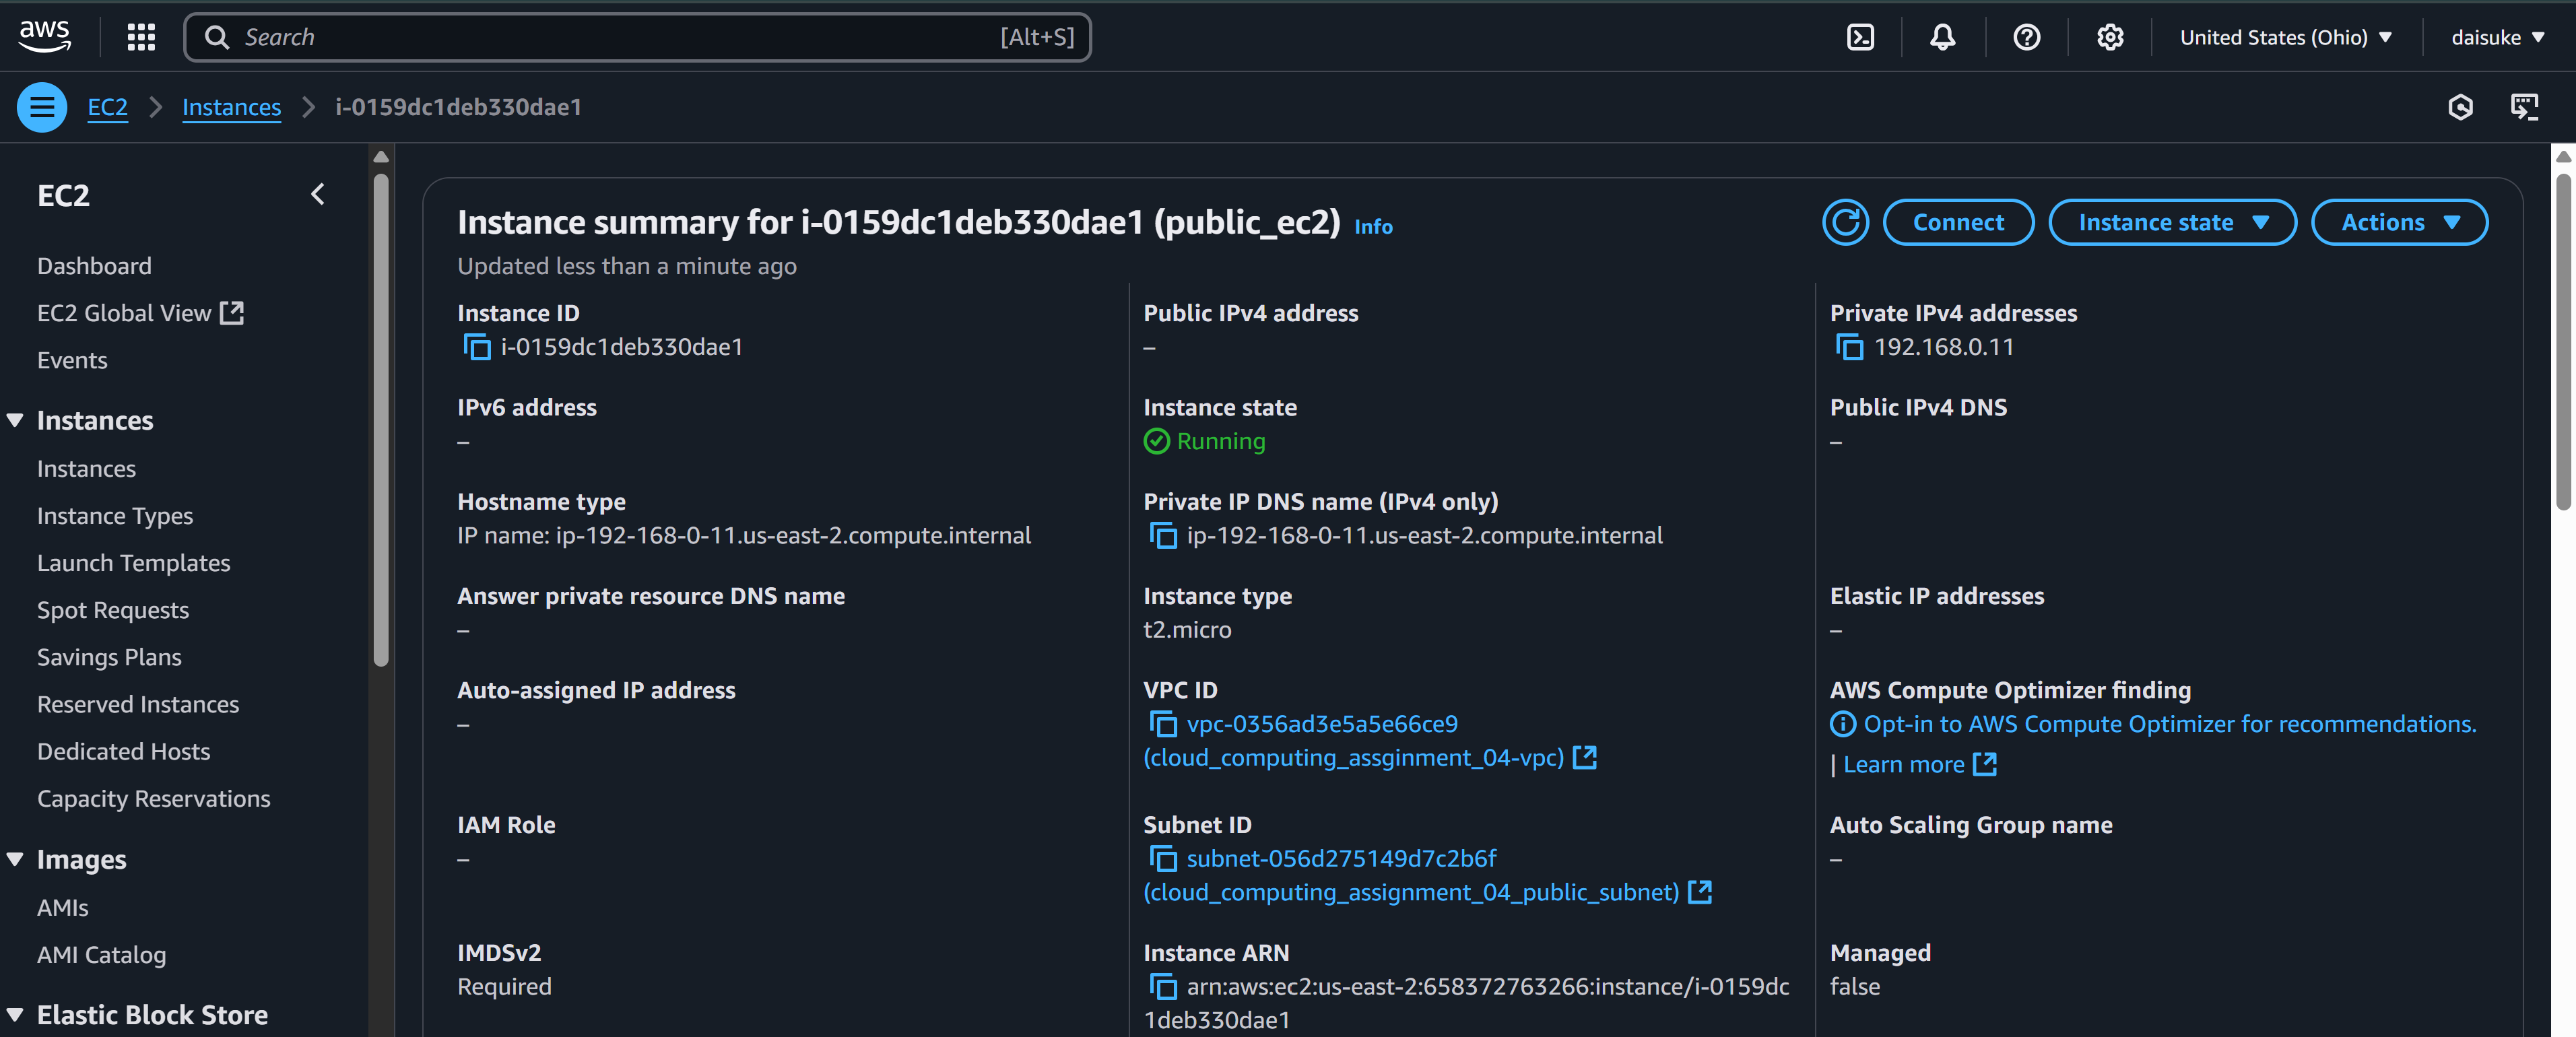 aws
Search
[Alt+S]
United States (Ohio)
daisuke
EC2
Instances
i-0159dc1deb330dae1
EC2
Dashboard
EC2 Global View
Events
Instances
Instances
Instance Types
Launch Templates
Spot Requests
Savings Plans
Reserved Instances
Dedicated Hosts
Capacity Reservations
Images
AMIs
AMI Catalog
Elastic Block Store
Instance summary for i-0159dc1deb330dae1 (public_ec2) Info
Updated less than a minute ago
Connect
Instance state
Actions
Instance ID
i-0159dc1deb330dae1
Public IPv4 address
–
Private IPv4 addresses
192.168.0.11
IPv6 address
–
Instance state
Running
Public IPv4 DNS
–
Hostname type
IP name: ip-192-168-0-11.us-east-2.compute.internal
Private IP DNS name (IPv4 only)
ip-192-168-0-11.us-east-2.compute.internal
Answer private resource DNS name
–
Instance type
t2.micro
Elastic IP addresses
–
Auto-assigned IP address
–
VPC ID
vpc-0356ad3e5a5e66ce9
(cloud_computing_assginment_04-vpc)
AWS Compute Optimizer finding
Opt-in to AWS Compute Optimizer for recommendations.
| Learn more
IAM Role
–
Subnet ID
subnet-056d275149d7c2b6f
(cloud_computing_assignment_04_public_subnet)
Auto Scaling Group name
–
IMDSv2
Required
Instance ARN
arn:aws:ec2:us-east-2:658372763266:instance/i-0159dc
1deb330dae1
Managed
false